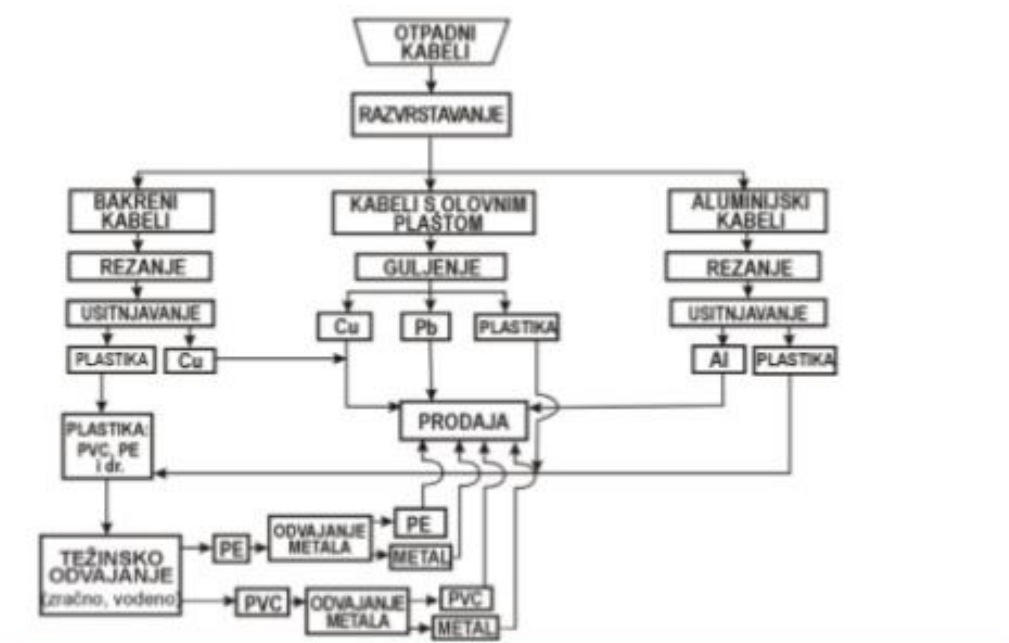 OTPADNI
KABELI
RAZVRSTAVANJE
BAKRENI
KABELI
KABELI S OLOVNIM
PLAŠTOM
ALUMINIJSKI
KABELI
REZANJE
GULJENJE
REZANJE
USITNJAVANJE
USITNJAVANJE
Cu
Pb
PLASTIKA
PLASTIKA
Cu
Al
PLASTIKA
PRODAJA
PLASTIKA:
PVC, PE
i dr.
PE
ODVAJANJE
METALA
PE
METAL
TEŽINSKO
ODVAJANJE
(zračno, vodeno)
PVC
ODVAJANJE
METALA
PVC
METAL